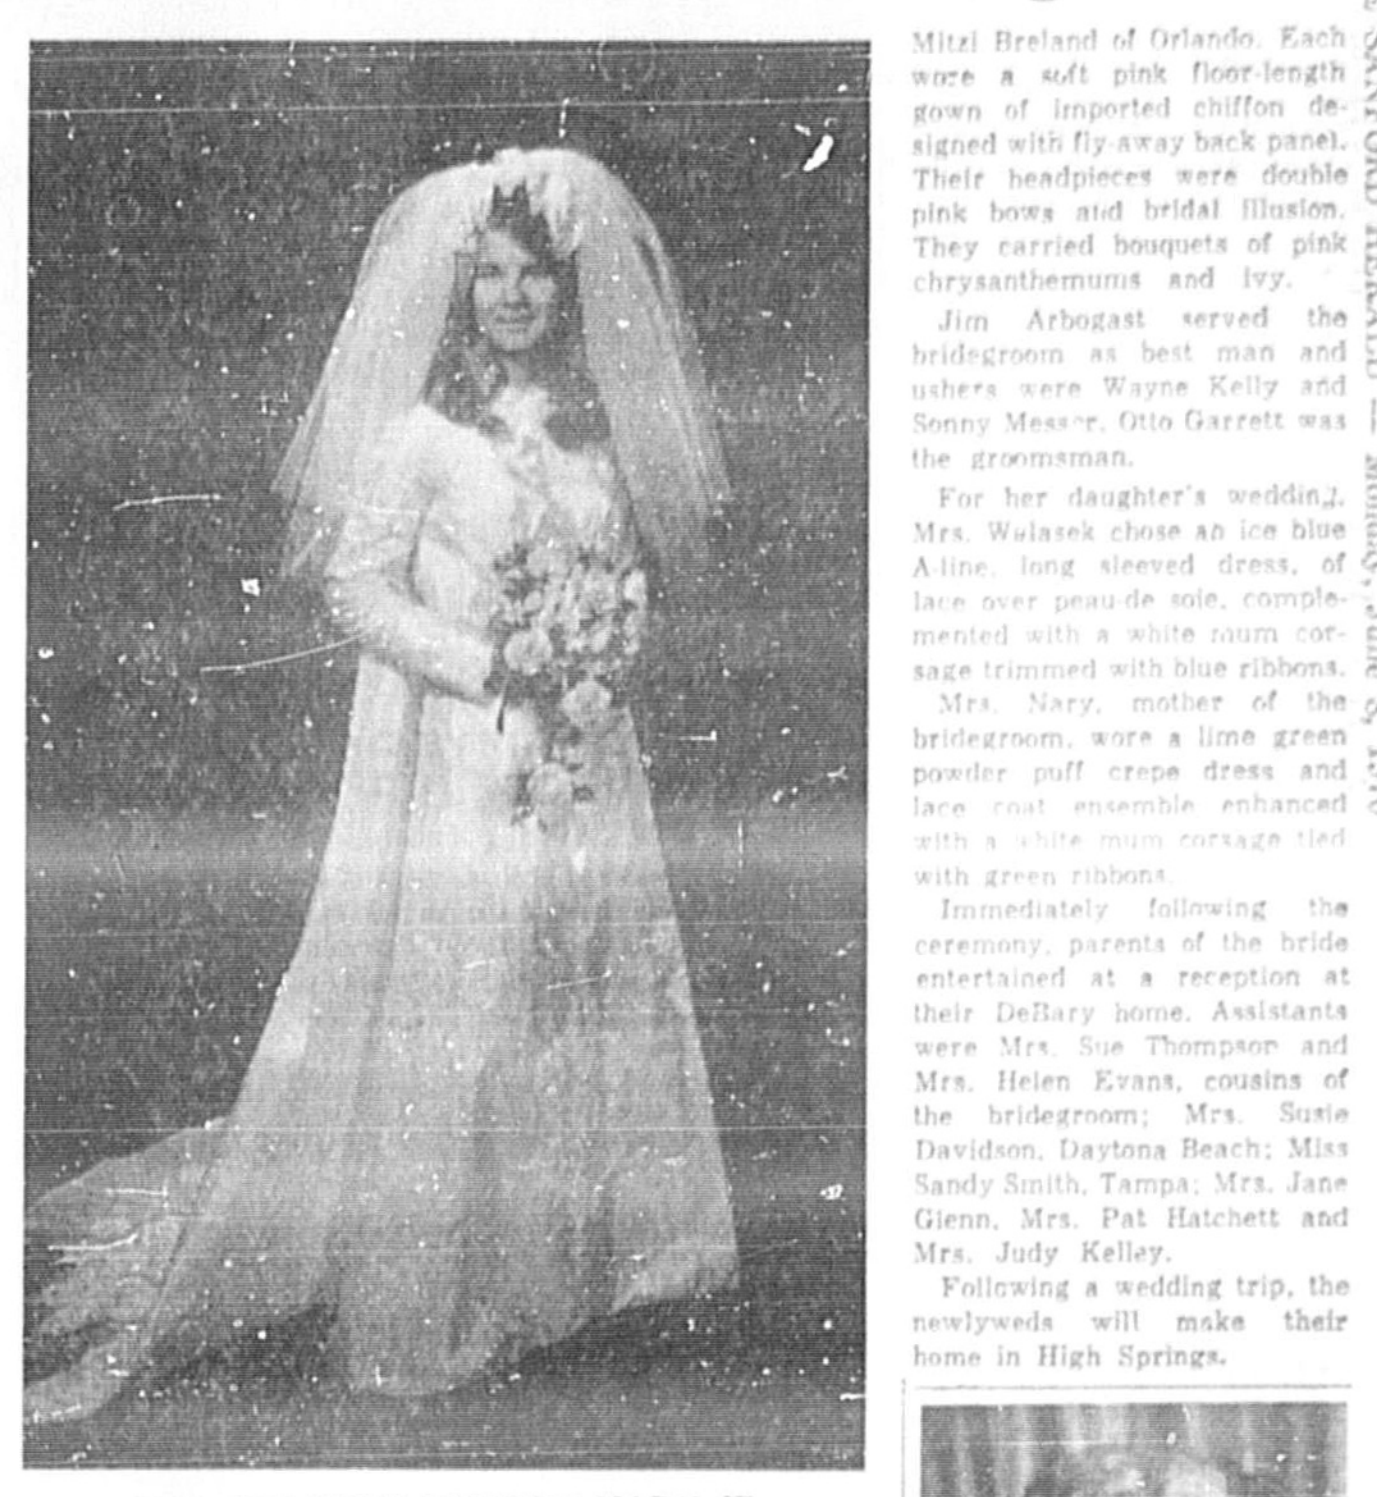 Mitzi Breland of Orlando. Each
wore a soft pink floor-length
gown of imported chiffon de-
signed with fly-away back panel.
Their headpieces were double
pink bows and bridal illusion.
They carried bouquets of pink
chrysanthemums and ivy.
Jim Arbogast served the
bridegroom as best man and
ushers were Wayne Kelly and
Sonny Messer. Otto Garrett was
the groomsman.
For her daughter's wedding,
Mrs. Walasek chose an ice blue
A-line, long sleeved dress, of
lace over peau-de soie, comple-
mented with a white mum cor-
sage trimmed with blue ribbons.
Mrs. Nary, mother of the
bridegroom, wore a lime green
powder puff crepe dress and
lace coat ensemble enhanced
with a white mum corsage tied
with green ribbons.
Immediately following the
ceremony, parents of the bride
entertained at a reception at
their DeBary home. Assistants
were Mrs. Sue Thompson and
Mrs. Helen Evans, cousins of
the bridegroom; Mrs. Susie
Davidson, Daytona Beach; Miss
Sandy Smith, Tampa; Mrs. Jane
Glenn, Mrs. Pat Hatchett and
Mrs. Judy Kelley.
Following a wedding trip, the
newlyweds will make their
home in High Springs.
SANFORD HERALD — Monday, June 8, 1970